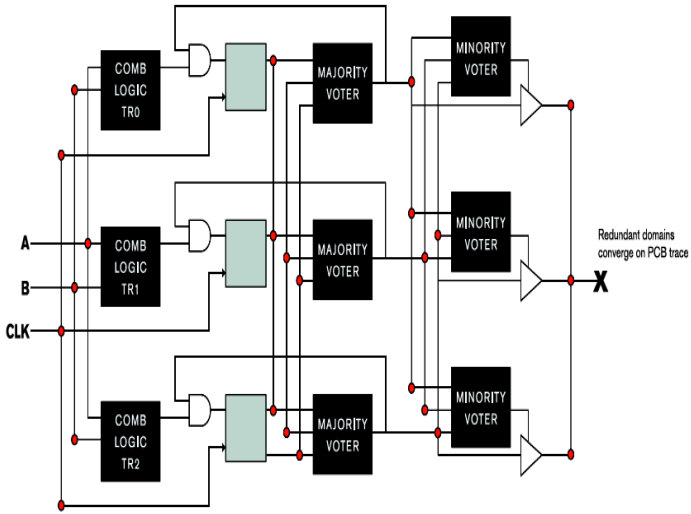 COMB
LOGIC
TR0
MAJORITY
VOTER
MINORITY
VOTER
A
B
CLK
COMB
LOGIC
TR1
MAJORITY
VOTER
MINORITY
VOTER
Redundant domains
converge on PCB trace
X
COMB
LOGIC
TR2
MAJORITY
VOTER
MINORITY
VOTER